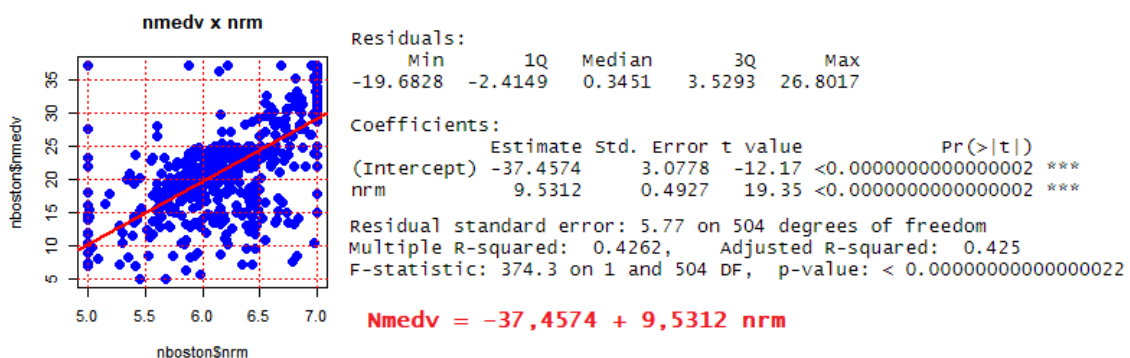 nmedv x nrm
nboston$nmedv
35
30
25
20
15
10
5
5.0 5.5 6.0 6.5 7.0
nboston$nrm
Residuals:
Min 1Q Median 3Q Max
-19.6828 -2.4149 0.3451 3.5293 26.8017
Coefficients:
Estimate Std. Error t value Pr(>|t|)
(Intercept) -37.4574 3.0778 -12.17 <0.0000000000000002 ***
nrm 9.5312 0.4927 19.35 <0.0000000000000002 ***
Residual standard error: 5.77 on 504 degrees of freedom
Multiple R-squared: 0.4262, Adjusted R-squared: 0.425
F-statistic: 374.3 on 1 and 504 DF, p-value: < 0.00000000000000022
Nmedv = -37,4574 + 9,5312 nrm